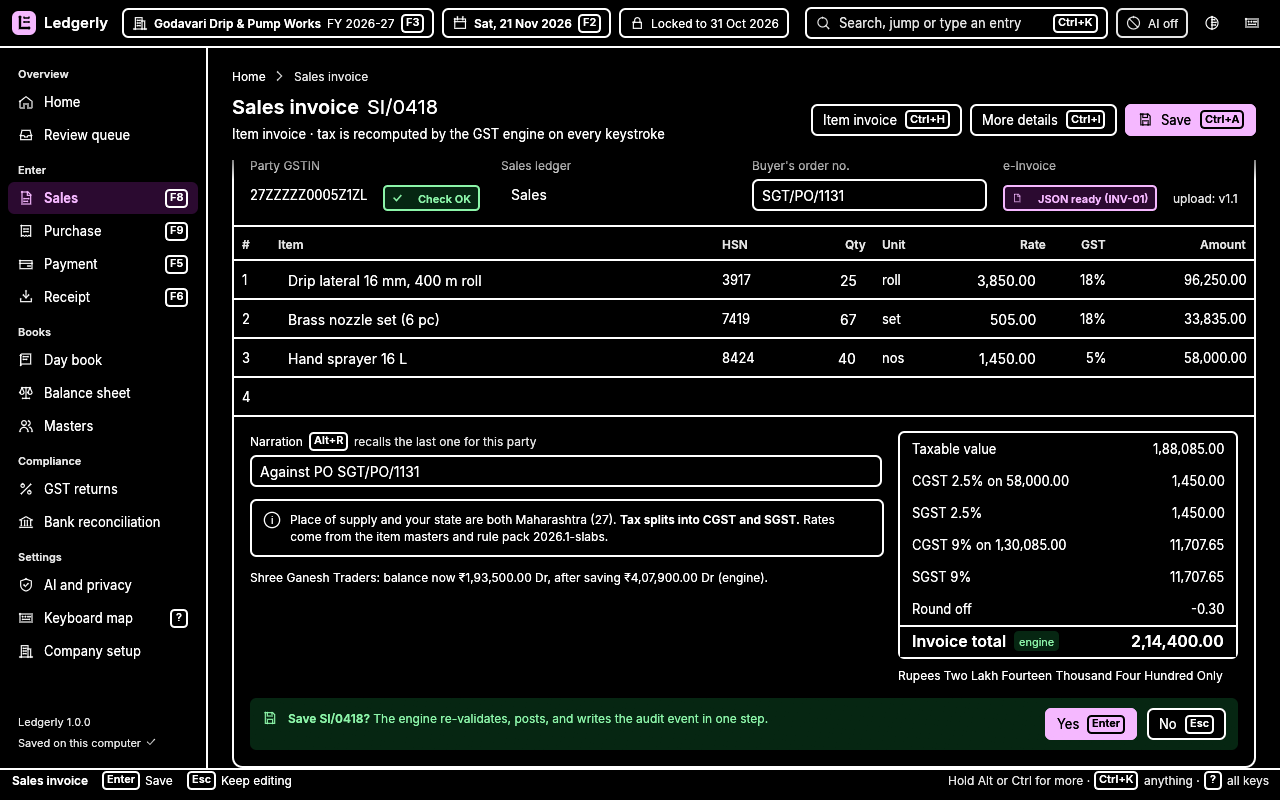 Ledgerly
Godavari Drip & Pump Works FY 2026-27 F3
Sat, 21 Nov 2026 F2
Locked to 31 Oct 2026
Search, jump or type an entry Ctrl+K
AI off
Overview
Home
Review queue
Enter
Sales F8
Purchase F9
Payment F5
Receipt F6
Books
Day book
Balance sheet
Masters
Compliance
GST returns
Bank reconciliation
Settings
AI and privacy
Keyboard map ?
Company setup
Ledgerly 1.0.0
Saved on this computer
Home Sales invoice
Sales invoice SI/0418
Item invoice · tax is recomputed by the GST engine on every keystroke
Item invoice Ctrl+H
More details Ctrl+I
Save Ctrl+A
Party GSTIN Sales ledger Buyer's order no. e-Invoice
27ZZZZZ0005Z1ZL Check OK Sales SGT/PO/1131 JSON ready (INV-01) upload: v1.1
# Item HSN Qty Unit Rate GST Amount
1 Drip lateral 16 mm, 400 m roll 3917 25 roll 3,850.00 18% 96,250.00
2 Brass nozzle set (6 pc) 7419 67 set 505.00 18% 33,835.00
3 Hand sprayer 16 L 8424 40 nos 1,450.00 5% 58,000.00
4
Narration Alt+R recalls the last one for this party
Against PO SGT/PO/1131
Place of supply and your state are both Maharashtra (27). Tax splits into CGST and SGST. Rates
come from the item masters and rule pack 2026.1-slabs.
Shree Ganesh Traders: balance now ₹1,93,500.00 Dr, after saving ₹4,07,900.00 Dr (engine).
Taxable value 1,88,085.00
CGST 2.5% on 58,000.00 1,450.00
SGST 2.5% 1,450.00
CGST 9% on 1,30,085.00 11,707.65
SGST 9% 11,707.65
Round off -0.30
Invoice total engine 2,14,400.00
Rupees Two Lakh Fourteen Thousand Four Hundred Only
Save SI/0418? The engine re-validates, posts, and writes the audit event in one step.
Yes Enter
No Esc
Sales invoice Enter Save Esc Keep editing
Hold Alt or Ctrl for more · Ctrl+K anything · ? all keys